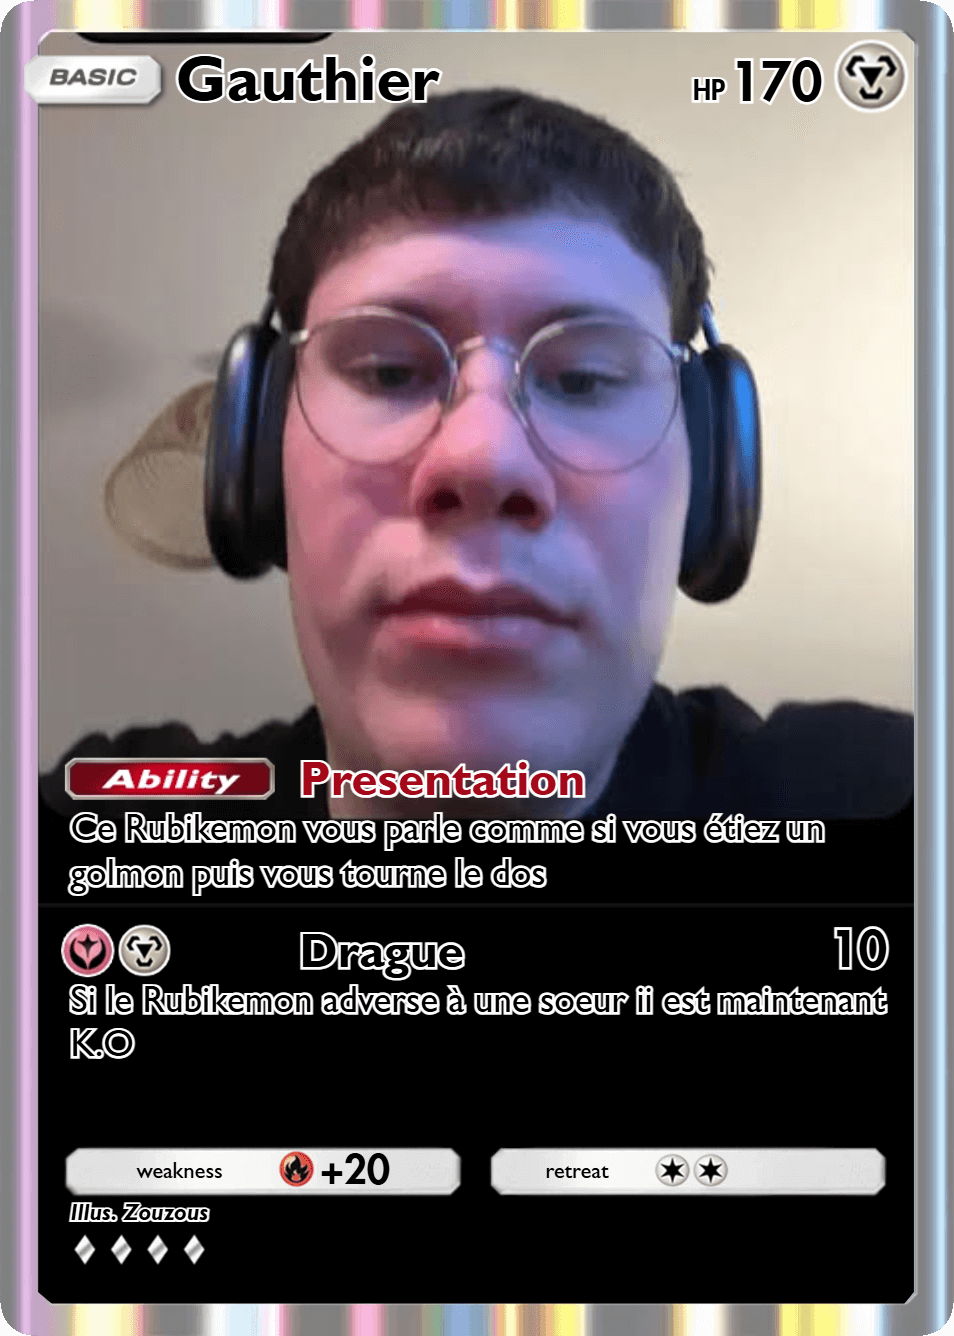 BASIC Gauthier HP 170
Ability Presentation
Ce Rubikemon vous parle comme si vous étiez un
golmon puis vous tourne le dos
Drague 10
Si le Rubikemon adverse à une soeur ii est maintenant
K.O
weakness +20 retreat
Illus. Zouzous